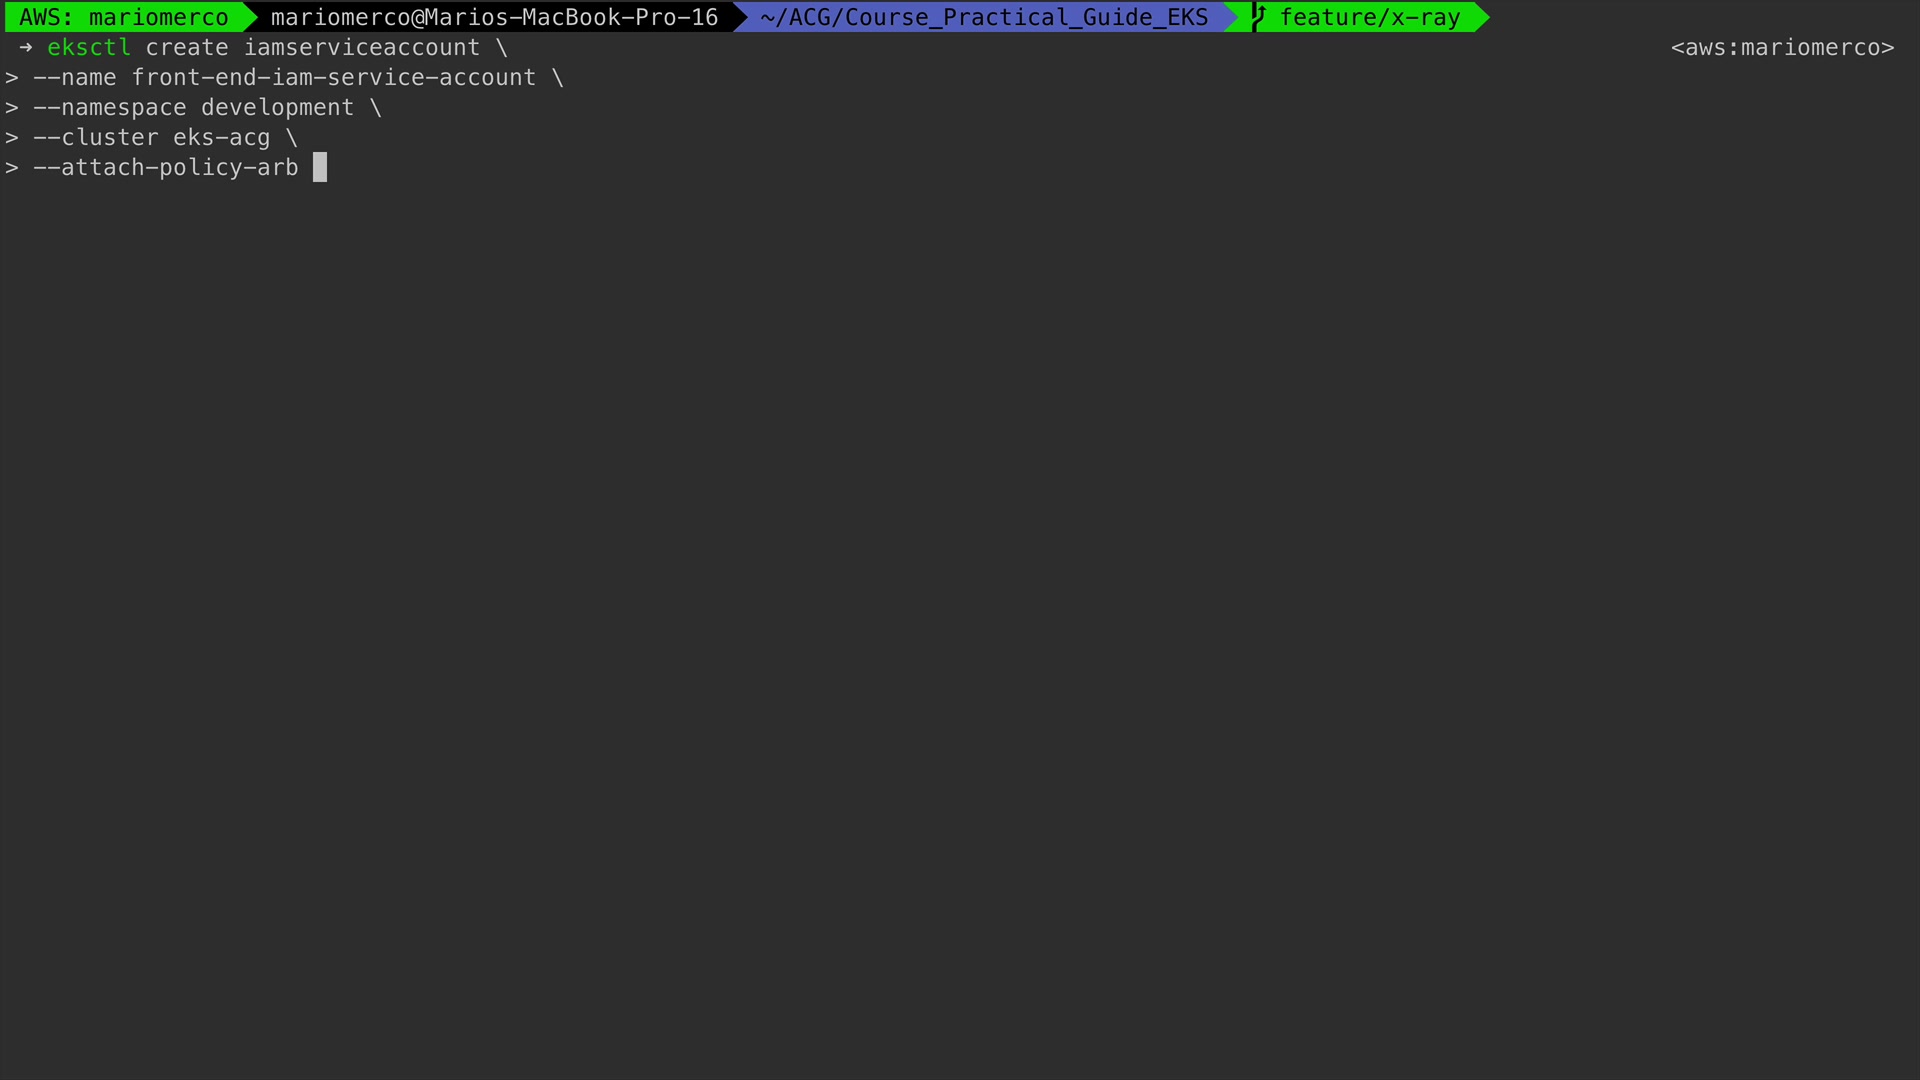 AWS: mariomerco mariomerco@Marios-MacBook-Pro-16 ~/ACG/Course_Practical_Guide_EKS feature/x-ray
→ eksctl create iamserviceaccount \ <aws:mariomerco>
> --name front-end-iam-service-account \
> --namespace development \
> --cluster eks-acg \
> --attach-policy-arb